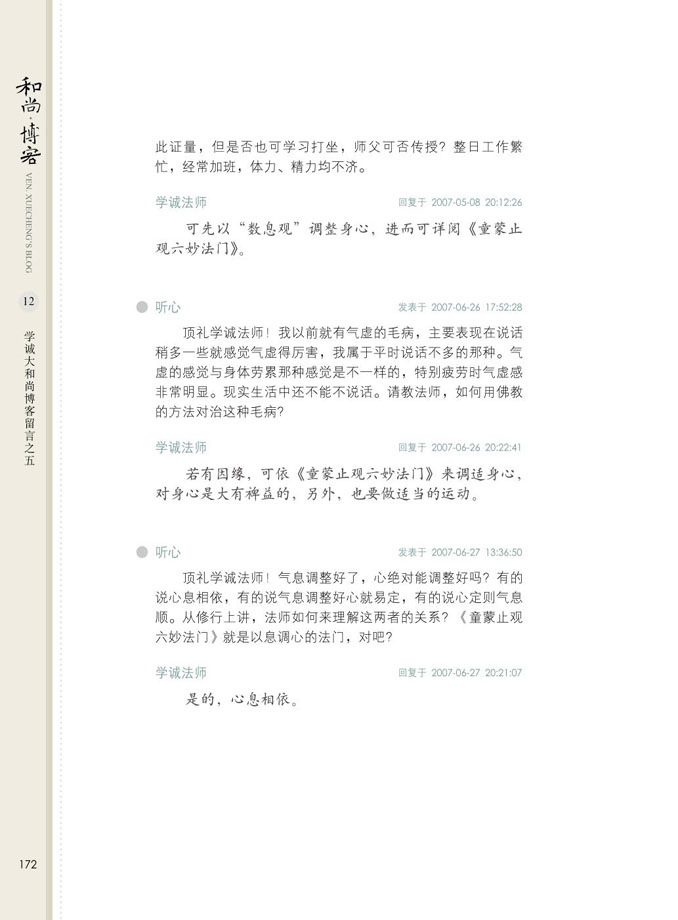 和尚·博客
VEN. XUECHENG'S BLOG
12
学诚大和尚博客留言之五
此证量，但是否也可学习打坐，师父可否传授？整日工作繁
忙，经常加班，体力、精力均不济。
学诚法师 回复于 2007-05-08 20:12:26
可先以“数息观”调整身心，进而可详阅《童蒙止
观六妙法门》。
听心 发表于 2007-06-26 17:52:28
顶礼学诚法师！我以前就有气虚的毛病，主要表现在说话
稍多一些就感觉气虚得厉害，我属于平时说话不多的那种。气
虚的感觉与身体劳累那种感觉是不一样的，特别疲劳时气虚感
非常明显。现实生活中还不能不说话。请教法师，如何用佛教
的方法对治这种毛病？
学诚法师 回复于 2007-06-26 20:22:41
若有因缘，可依《童蒙止观六妙法门》来调适身心，
对身心是大有裨益的，另外，也要做适当的运动。
听心 发表于 2007-06-27 13:36:50
顶礼学诚法师！气息调整好了，心绝对能调整好吗？有的
说心息相依，有的说气息调整好心就易定，有的说心定则气息
顺。从修行上讲，法师如何来理解这两者的关系？《童蒙止观
六妙法门》就是以息调心的法门，对吧？
学诚法师 回复于 2007-06-27 20:21:07
是的，心息相依。
172